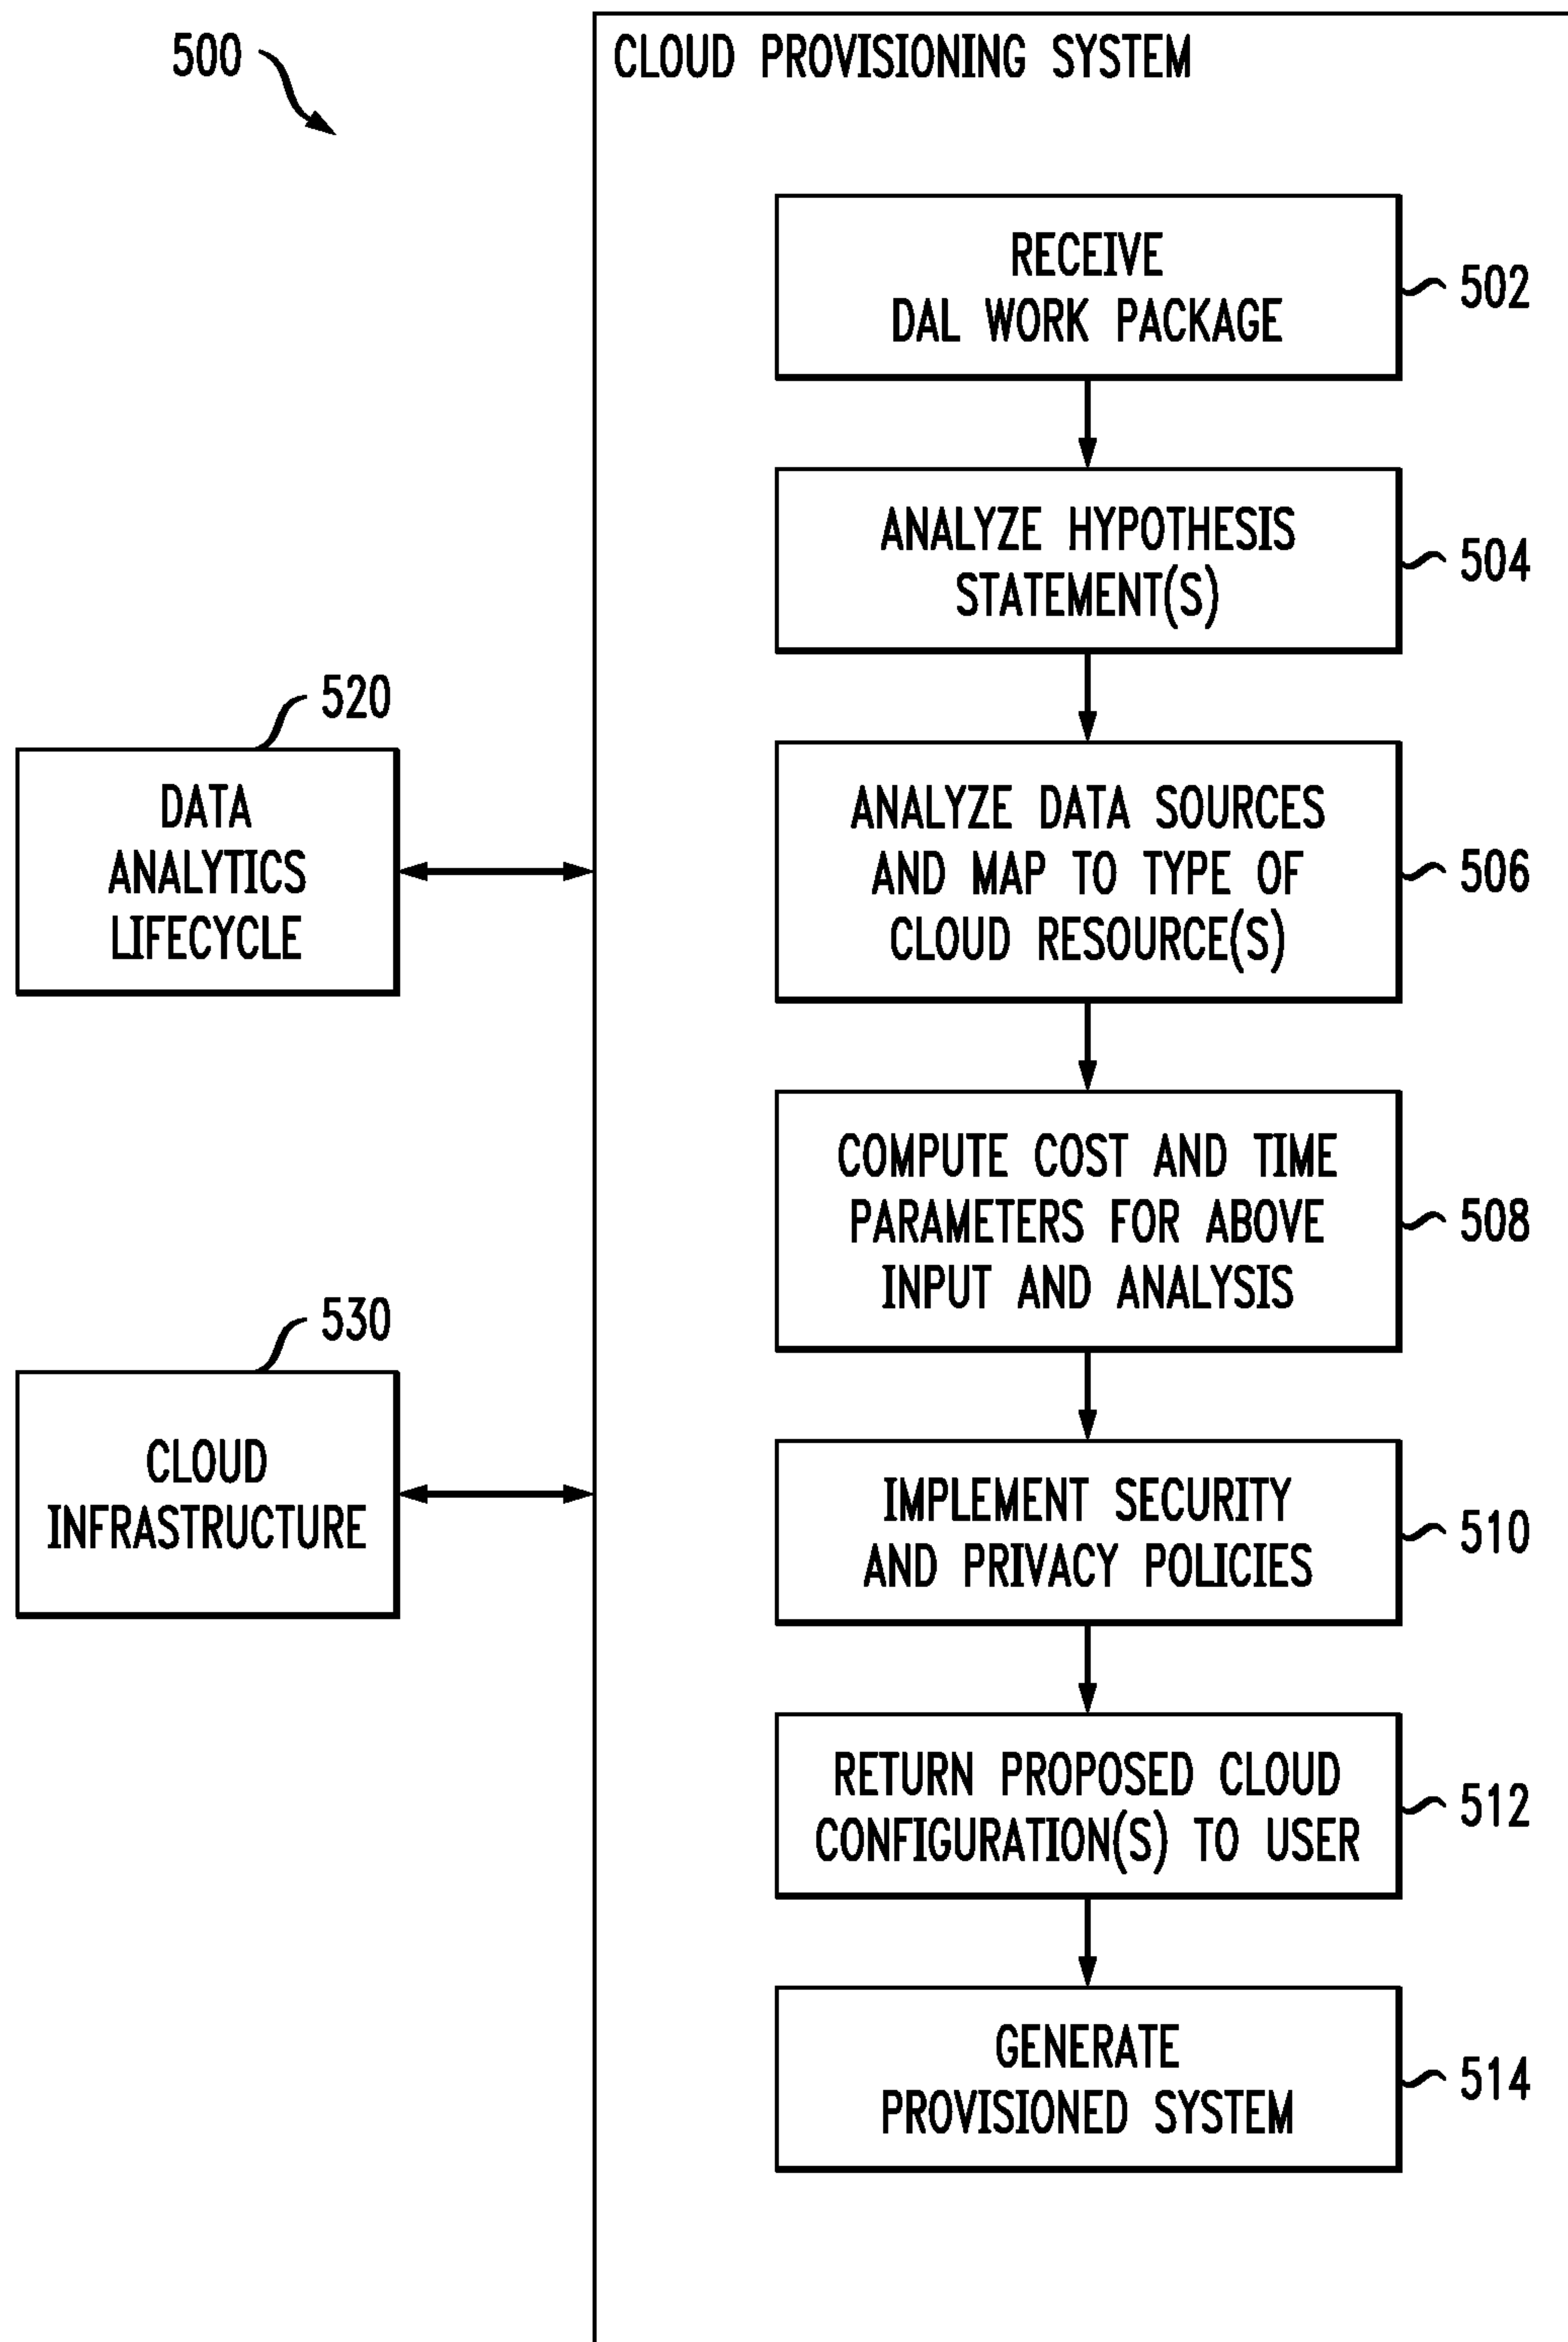 500
CLOUD PROVISIONING SYSTEM
RECEIVE
DAL WORK PACKAGE
502
ANALYZE HYPOTHESIS
STATEMENT(S)
504
520
DATA
ANALYTICS
LIFECYCLE
ANALYZE DATA SOURCES
AND MAP TO TYPE OF
CLOUD RESOURCE(S)
506
COMPUTE COST AND TIME
PARAMETERS FOR ABOVE
INPUT AND ANALYSIS
508
530
CLOUD
INFRASTRUCTURE
IMPLEMENT SECURITY
AND PRIVACY POLICIES
510
RETURN PROPOSED CLOUD
CONFIGURATION(S) TO USER
512
GENERATE
PROVISIONED SYSTEM
514